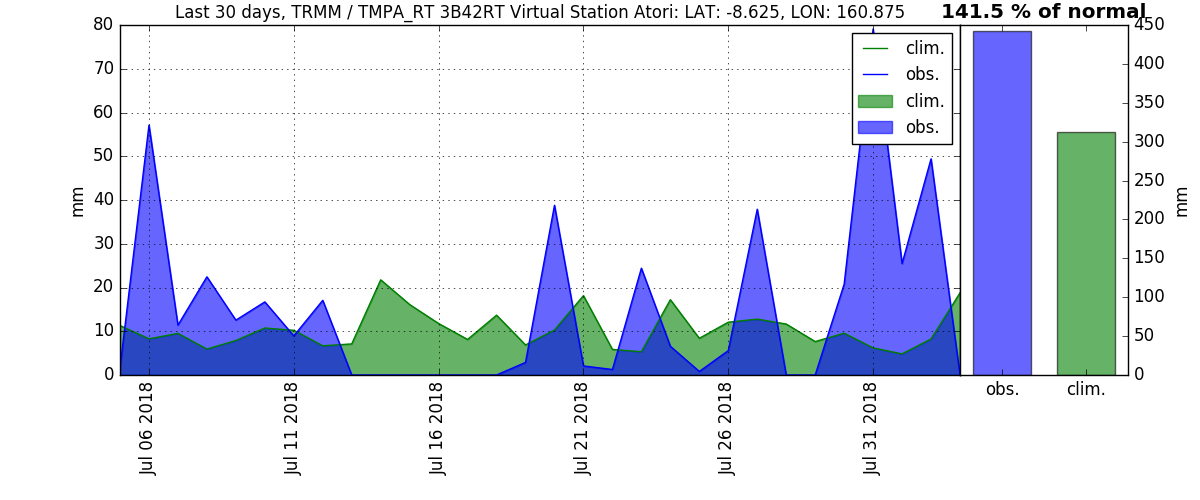 Last 30 days, TRMM / TMPA_RT 3B42RT Virtual Station Atori: LAT: -8.625, LON: 160.875
141.5 % of normal
80
70
60
50
40
30
20
10
0
mm
clim.
obs.
clim.
obs.
Jul 06 2018
Jul 11 2018
Jul 16 2018
Jul 21 2018
Jul 26 2018
Jul 31 2018
450
400
350
300
250
200
150
100
50
0
mm
obs.
clim.